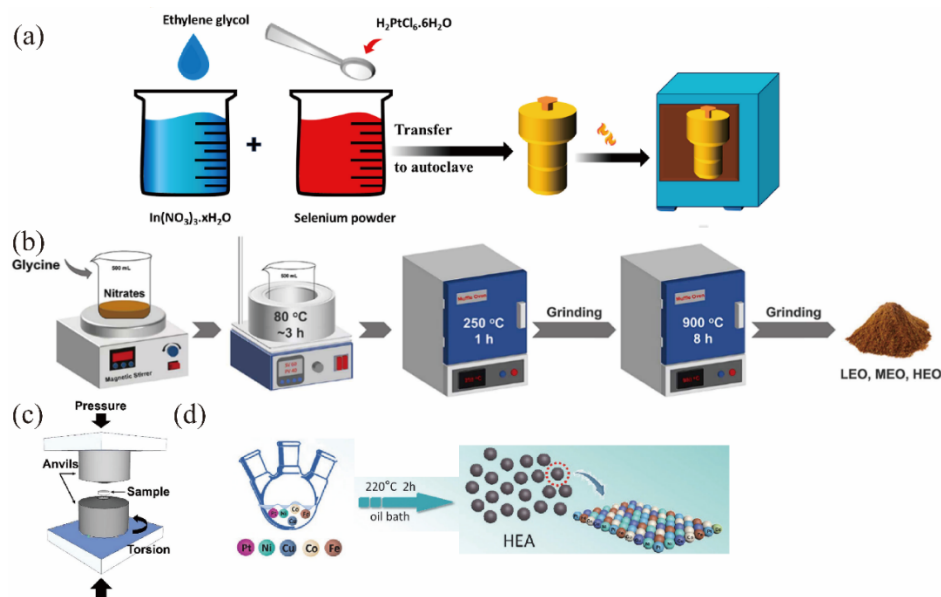 (a)
Ethylene glycol
H₂PtCl₆.6H₂O
+
Transfer
to autoclave
In(NO₃)₃.xH₂O
Selenium powder
(b)
Glycine
500 mL
Nitrates
Magnetic Stirrer
500 mL
80 °C
~3 h
Muffle Oven
250 °C
1 h
Grinding
Muffle Oven
900 °C
8 h
Grinding
LEO, MEO, HEO
(c)
Pressure
Anvils
Sample
Torsion
(d)
Pt Ni Cu Co Fe
220°C 2h
oil bath
HEA